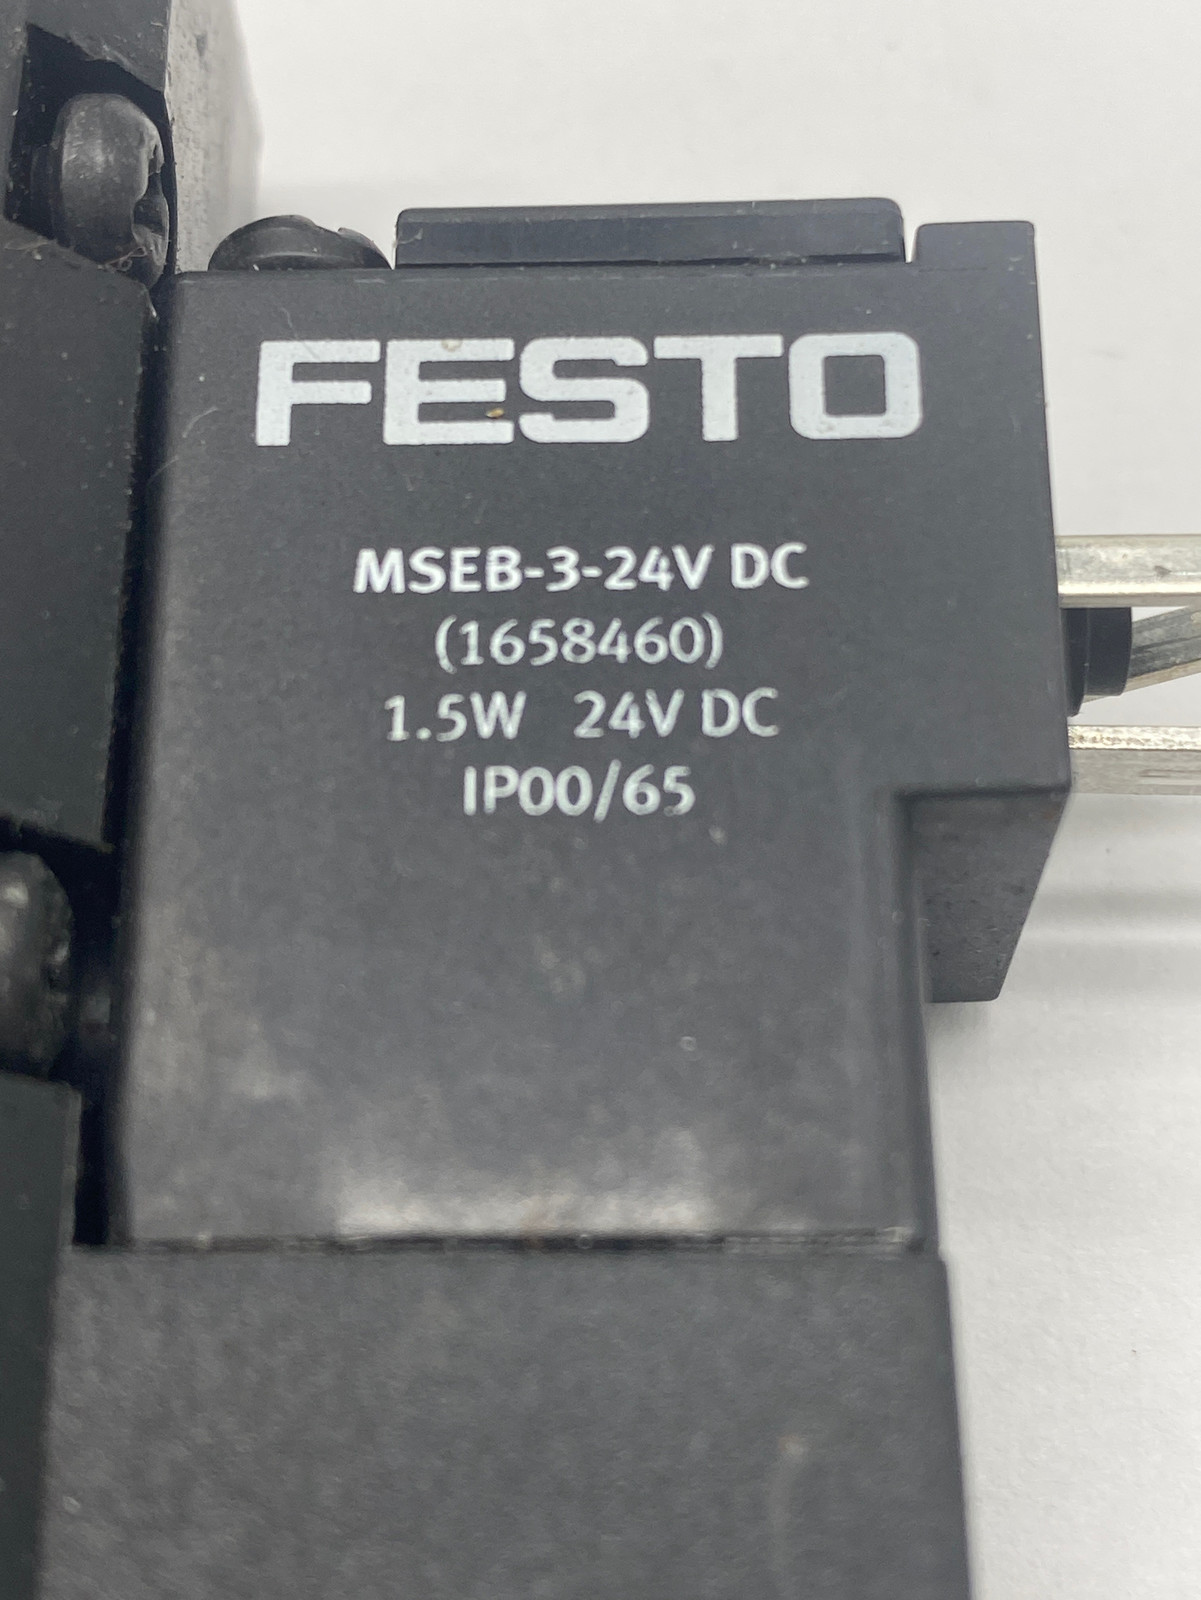 FESTO
MSEB-3-24V DC
(1658460)
1.5W 24V DC
IP00/65